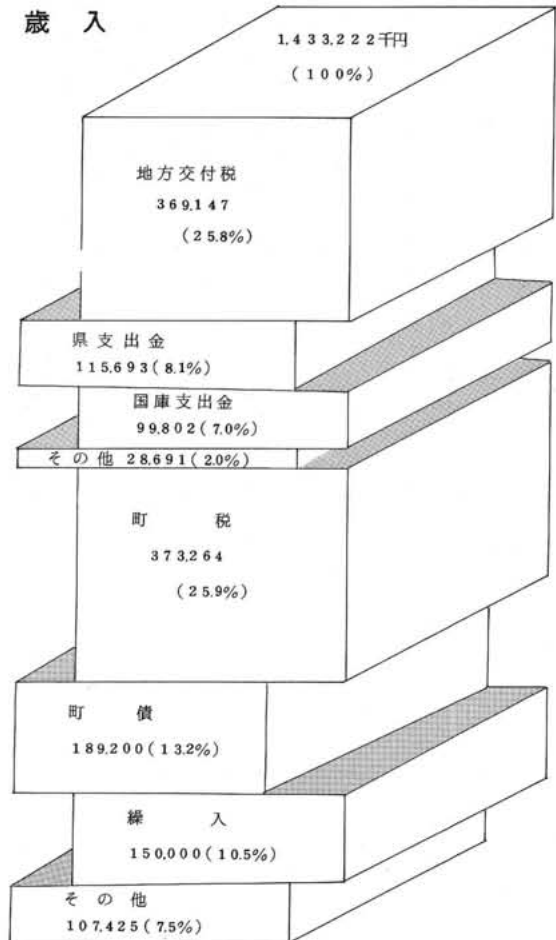 歳入
1,433,222千円
(100%)
地方交付税
369,147
(25.8%)
県支出金
115,693(8.1%)
国庫支出金
99,802(7.0%)
その他 28,691(2.0%)
町税
373,264
(25.9%)
町債
189,200(13.2%)
繰入
150,000(10.5%)
その他
107,425(7.5%)